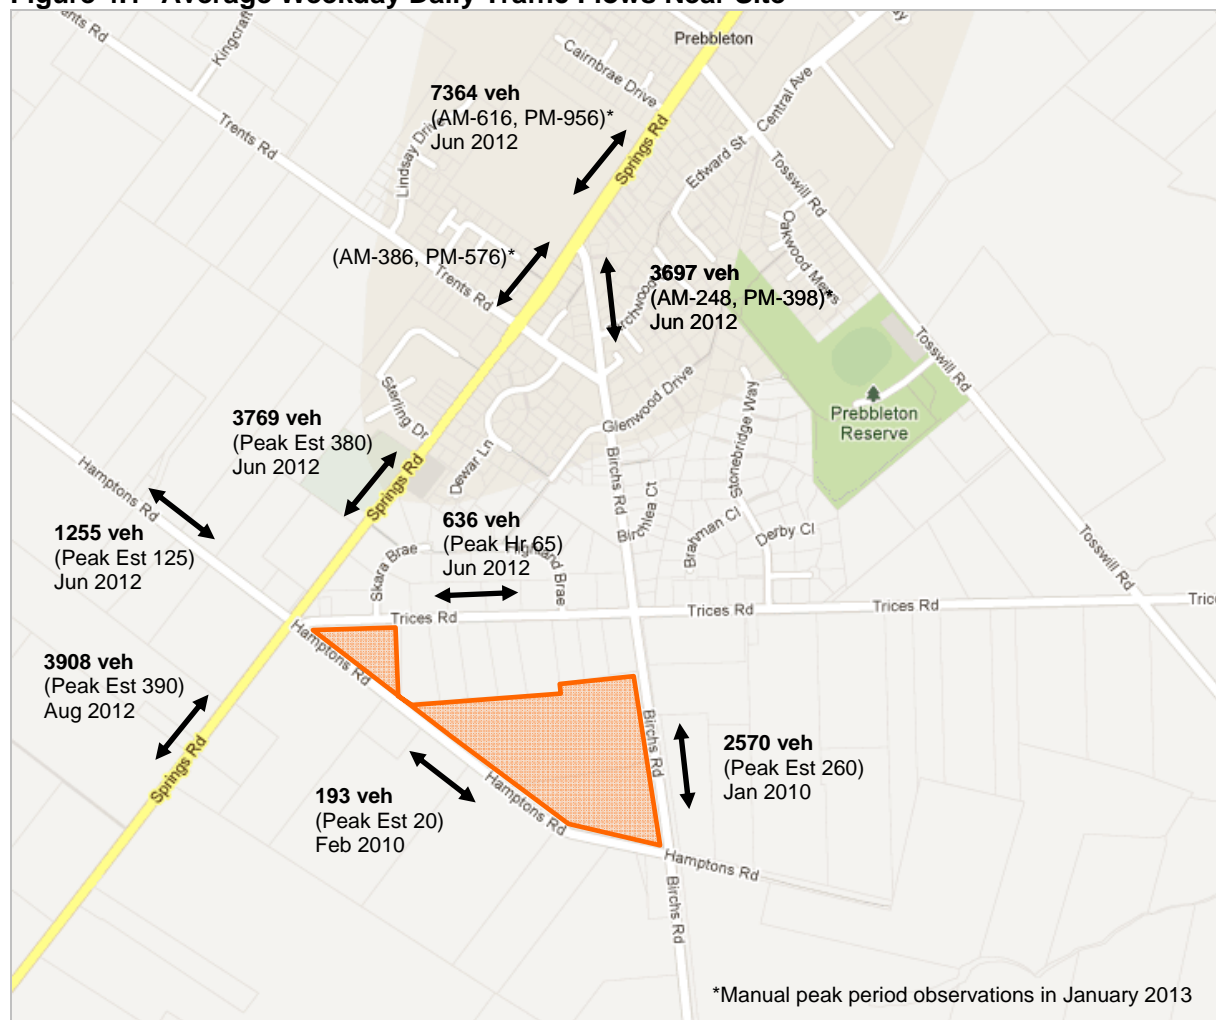 Figure 4.1 Average Weekday Daily Traffic Flows Near Site
Prebbleton
Trents Rd
Kingcraft
Cairnbrae Drive
Central Ave
7364 veh
(AM-616, PM-956)*
Jun 2012
Lindsay Drive
Springs Rd
Edward St
Tosswill Rd
Trents Rd
Oakwood Mews
(AM-386, PM-576)*
Trents Rd
3697 veh
(AM-248, PM-398)*
Jun 2012
Tosswill Rd
Sterling Dr
Glenwood Drive
Stonebridge Way
Prebbleton
Reserve
3769 veh
(Peak Est 380)
Jun 2012
Springs Rd
Dewar Ln
Birchs Rd
Hamptons Rd
636 veh
(Peak Hr 65)
Jun 2012
Birchlea Ct
Brahman Cl
Derby Cl
Tosswill Rd
1255 veh
(Peak Est 125)
Jun 2012
Skara Brae
Highland Brae
Trices Rd
Trices Rd
Trices Rd
Tric
Hamptons Rd
3908 veh
(Peak Est 390)
Aug 2012
Springs Rd
Birchs Rd
2570 veh
(Peak Est 260)
Jan 2010
193 veh
(Peak Est 20)
Feb 2010
Hamptons Rd
Hamptons Rd
Birchs Rd
*Manual peak period observations in January 2013